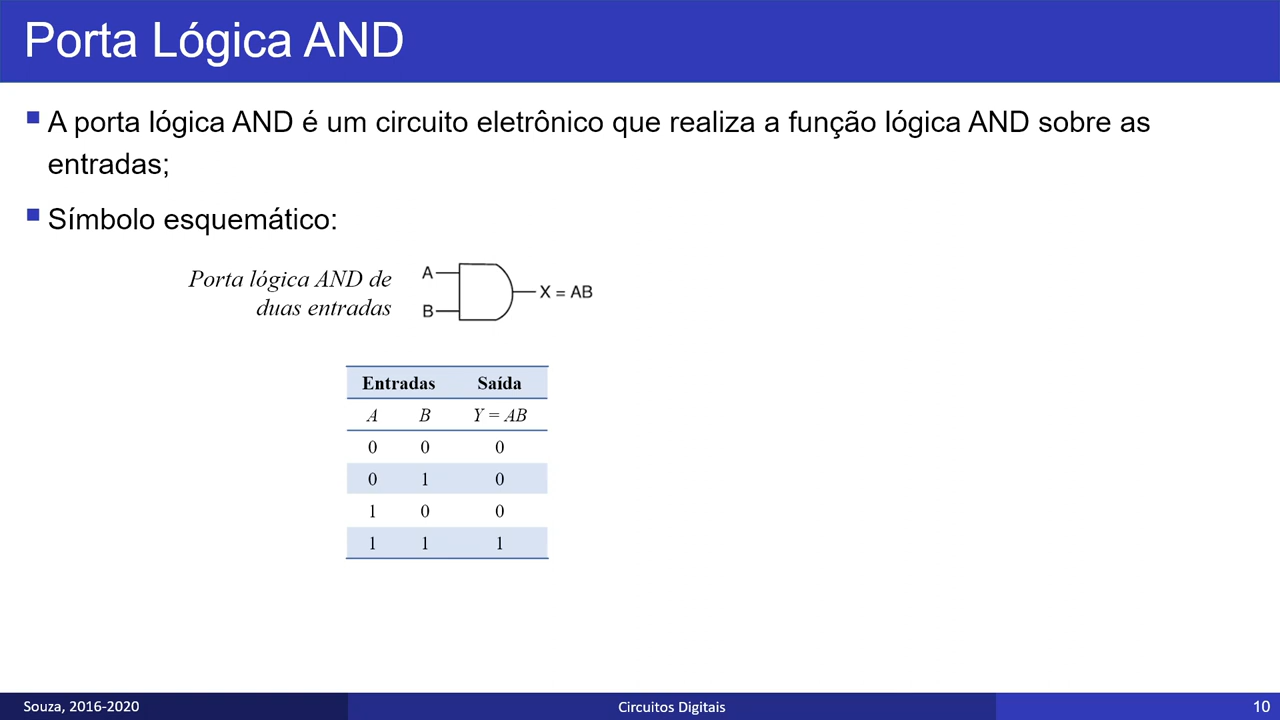 Porta Lógica AND
A porta lógica AND é um circuito eletrônico que realiza a função lógica AND sobre as
entradas;
Símbolo esquemático:
Porta lógica AND de
duas entradas
A
B
X = AB
Entradas Saída
A B Y = AB
0 0 0
0 1 0
1 0 0
1 1 1
Souza, 2016-2020 Circuitos Digitais 10